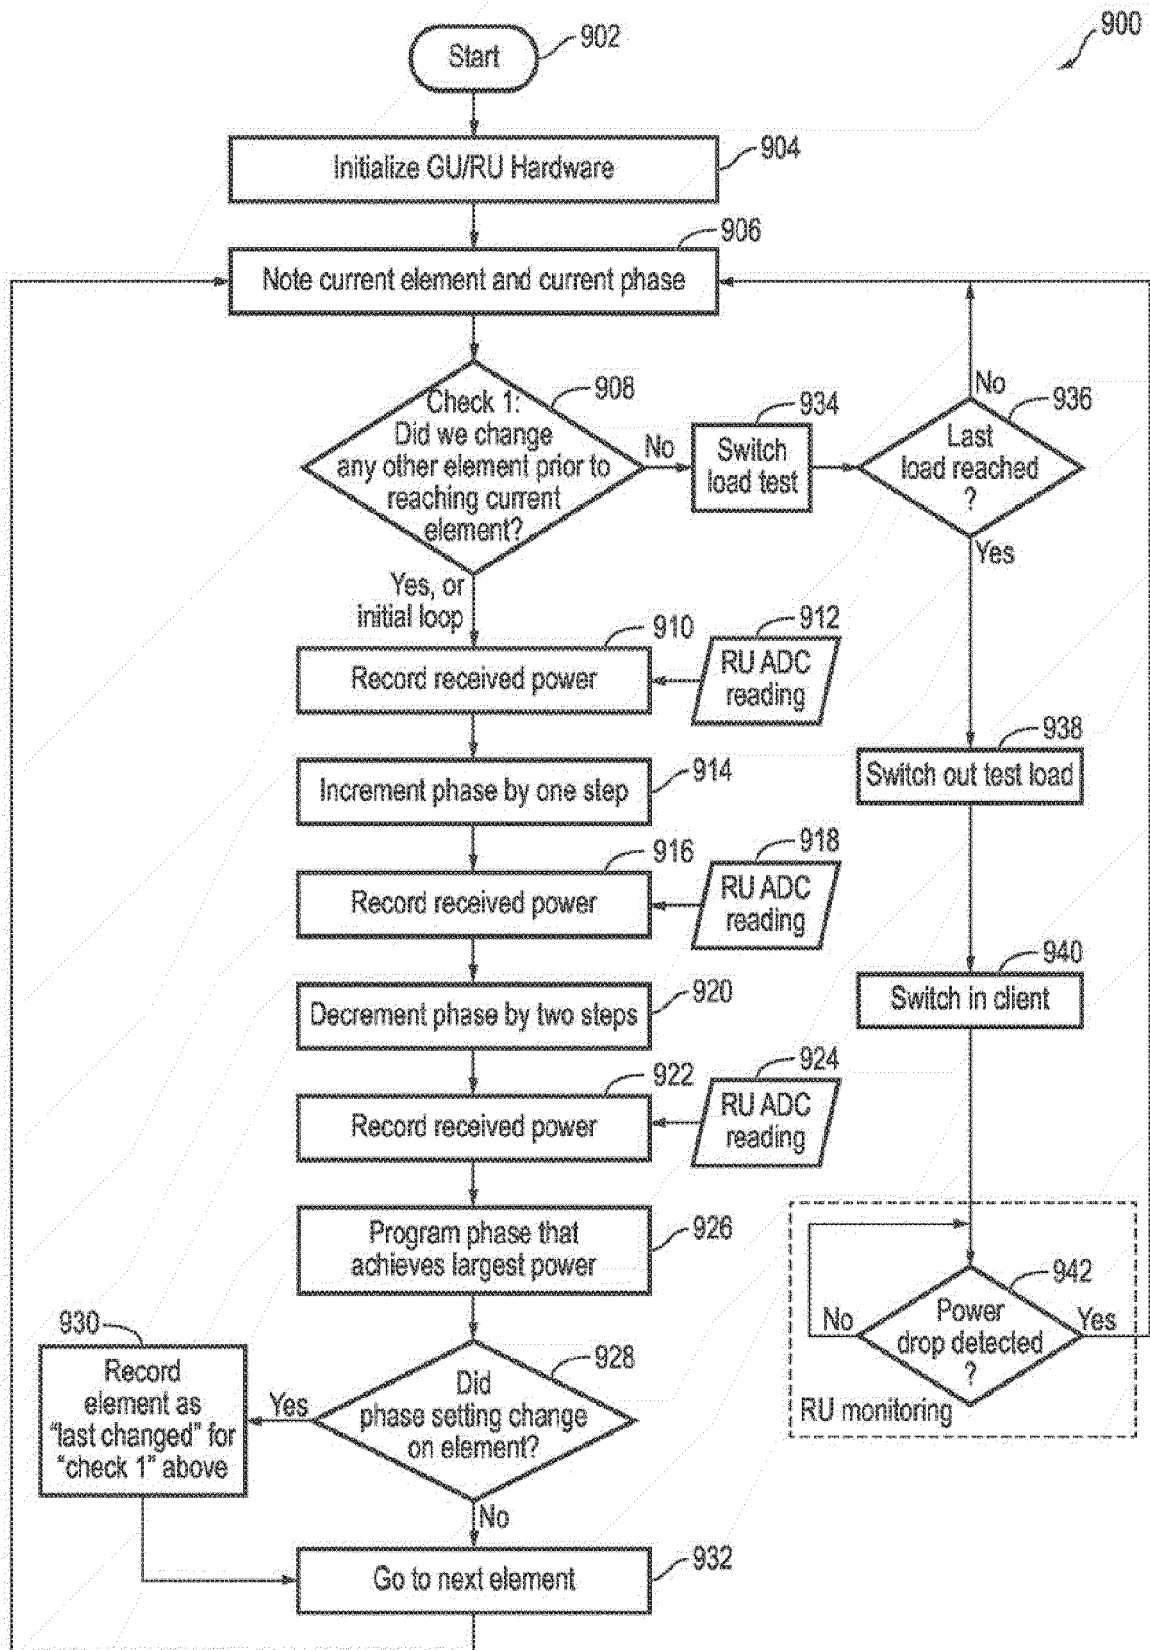 900
Start
902
Initialize GU/RU Hardware
904
906
Note current element and current phase
Check 1:
Did we change
any other element prior to
reaching current
element?
908
No
934
Switch
load test
No
936
Last
load reached
?
Yes
Yes, or
initial loop
910
Record received power
912
RU ADC
reading
914
Increment phase by one step
916
Record received power
918
RU ADC
reading
920
Decrement phase by two steps
922
Record received power
924
RU ADC
reading
Program phase that
achieves largest power
926
938
Switch out test load
940
Switch in client
942
Power
drop detected
?
No
Yes
RU monitoring
928
Did
phase setting change
on element?
Yes
No
930
Record
element as
"last changed" for
"check 1" above
932
Go to next element